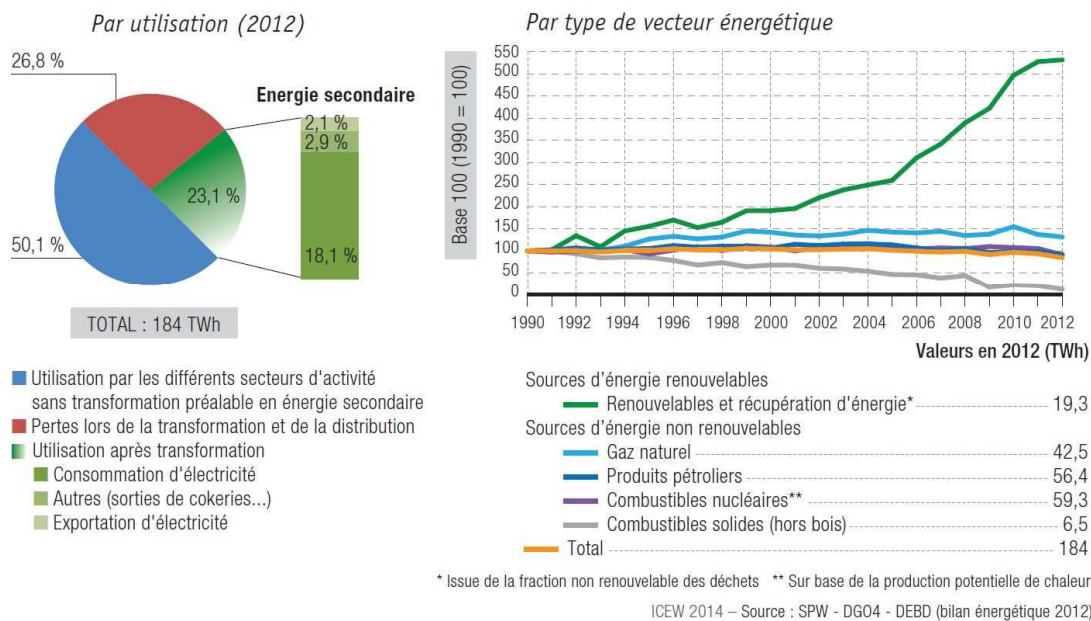 Par utilisation (2012)
26,8 %
Energie secondaire
2,1 %
2,9 %
23,1 %
50,1 %
18,1 %
TOTAL : 184 TWh
Utilisation par les différents secteurs d'activité
sans transformation préalable en énergie secondaire
Pertes lors de la transformation et de la distribution
Utilisation après transformation
Consommation d'électricité
Autres (sorties de cokeries...)
Exportation d'électricité
Par type de vecteur énergétique
Base 100 (1990 = 100)
550
500
450
400
350
300
250
200
150
100
50
0
1990 1992 1994 1996 1998 2000 2002 2004 2006 2008 2010 2012
Valeurs en 2012 (TWh)
Sources d'énergie renouvelables
Renouvelables et récupération d'énergie* 19,3
Sources d'énergie non renouvelables
Gaz naturel 42,5
Produits pétroliers 56,4
Combustibles nucléaires** 59,3
Combustibles solides (hors bois) 6,5
Total 184
* Issue de la fraction non renouvelable des déchets ** Sur base de la production potentielle de chaleur
ICEW 2014 – Source : SPW - DGO4 - DEBD (bilan énergétique 2012)